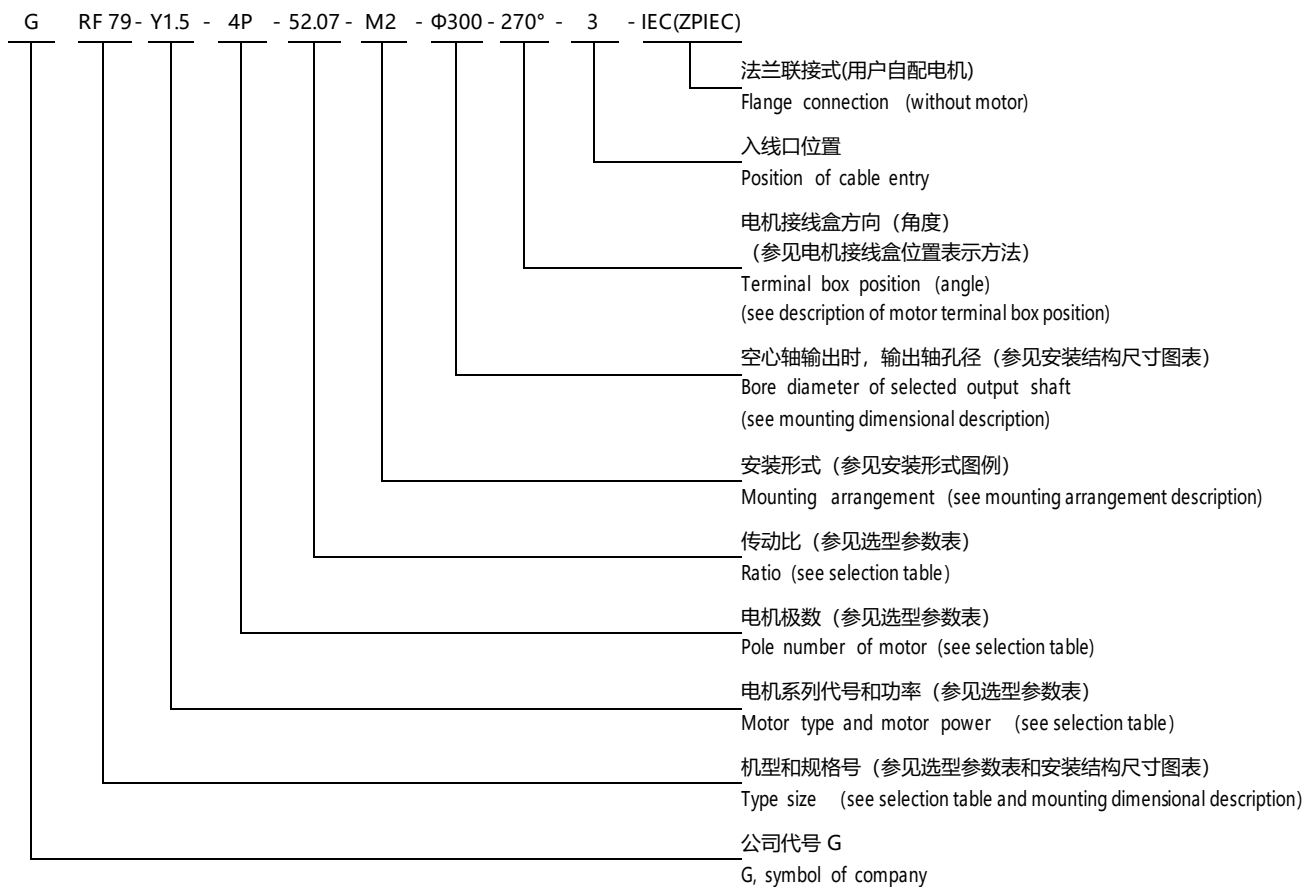 G RF 79 - Y1.5 - 4P - 52.07 - M2 - Φ300 - 270° - 3 - IEC(ZPIEC)
法兰联接式(用户自配电机)
Flange connection (without motor)
入线口位置
Position of cable entry
电机接线盒方向（角度）
（参见电机接线盒位置表示方法）
Terminal box position (angle)
(see description of motor terminal box position)
空心轴输出时，输出轴孔径（参见安装结构尺寸图表）
Bore diameter of selected output shaft
(see mounting dimensional description)
安装形式（参见安装形式图例）
Mounting arrangement (see mounting arrangement description)
传动比（参见选型参数表）
Ratio (see selection table)
电机极数（参见选型参数表）
Pole number of motor (see selection table)
电机系列代号和功率（参见选型参数表）
Motor type and motor power (see selection table)
机型和规格号（参见选型参数表和安装结构尺寸图表）
Type size (see selection table and mounting dimensional description)
公司代号 G
G, symbol of company